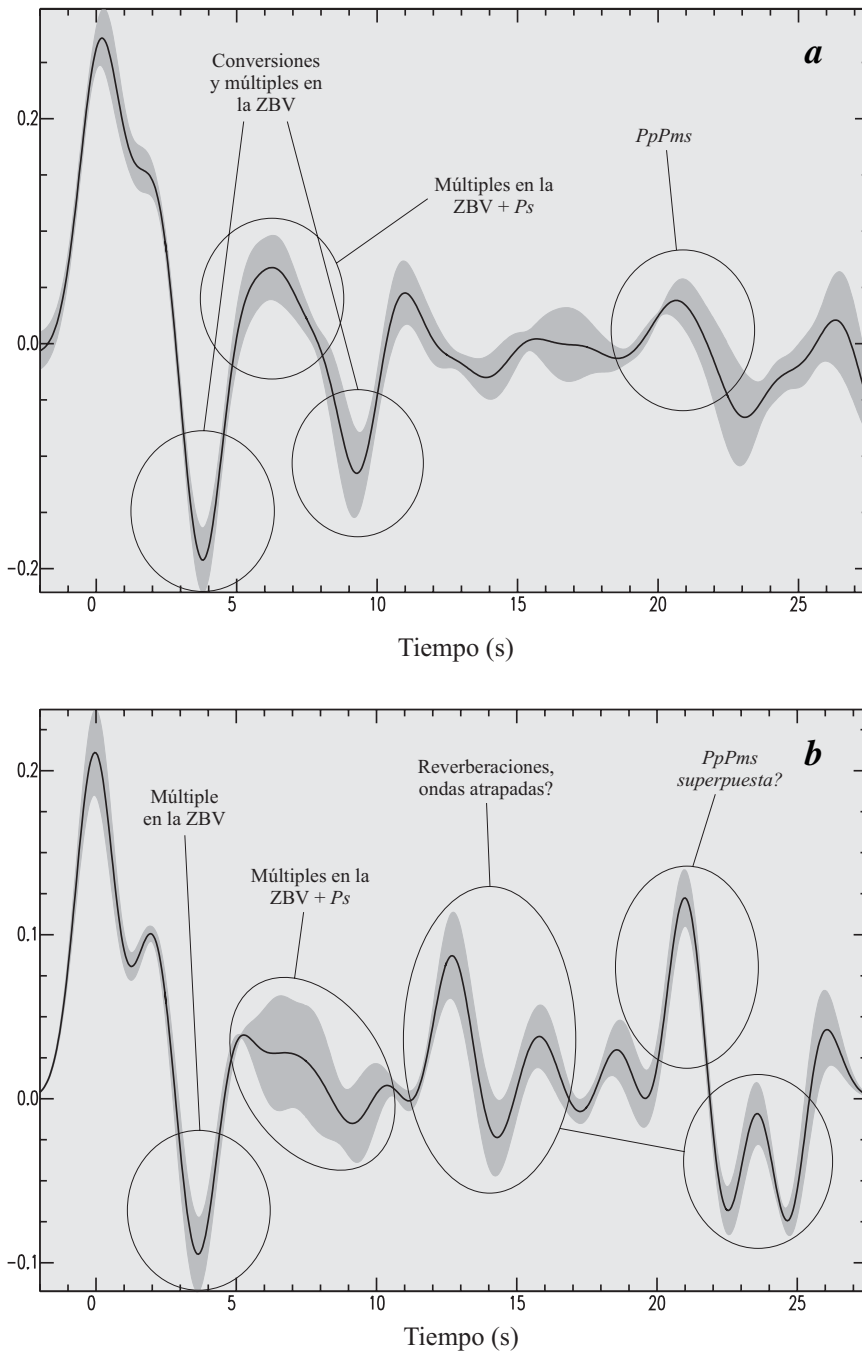 a
Conversiones
y múltiples en
la ZBV
PpPms
Múltiples en la
ZBV + Ps
0.2
0.0
−0.2
0 5 10 15 20 25
Tiempo (s)
b
PpPms
superpuesta?
Reverberaciones,
ondas atrapadas?
Múltiple
en la ZBV
Múltiples en la
ZBV + Ps
0.2
0.1
0.0
−0.1
0 5 10 15 20 25
Tiempo (s)